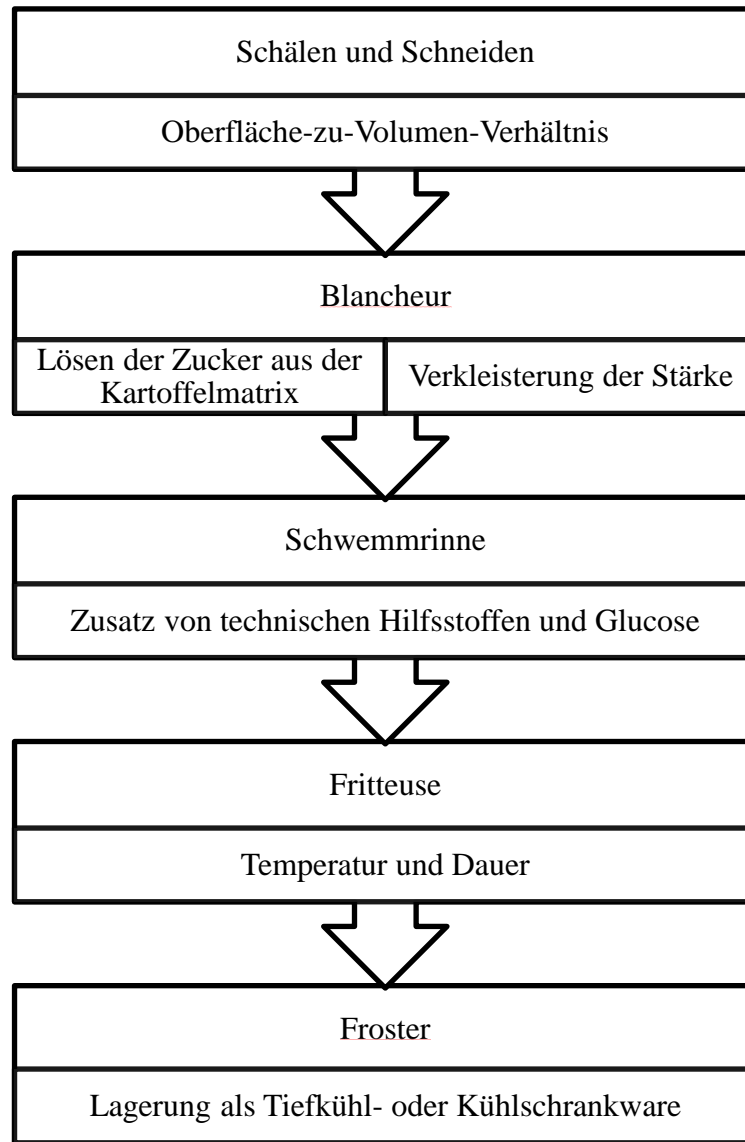 Schälen und Schneiden
Oberfläche-zu-Volumen-Verhältnis
Blancheur
Lösen der Zucker aus der
Kartoffelmatrix
Verkleisterung der Stärke
Schwemmrinne
Zusatz von technischen Hilfsstoffen und Glucose
Fritteuse
Temperatur und Dauer
Froster
Lagerung als Tiefkühl- oder Kühlschrankware